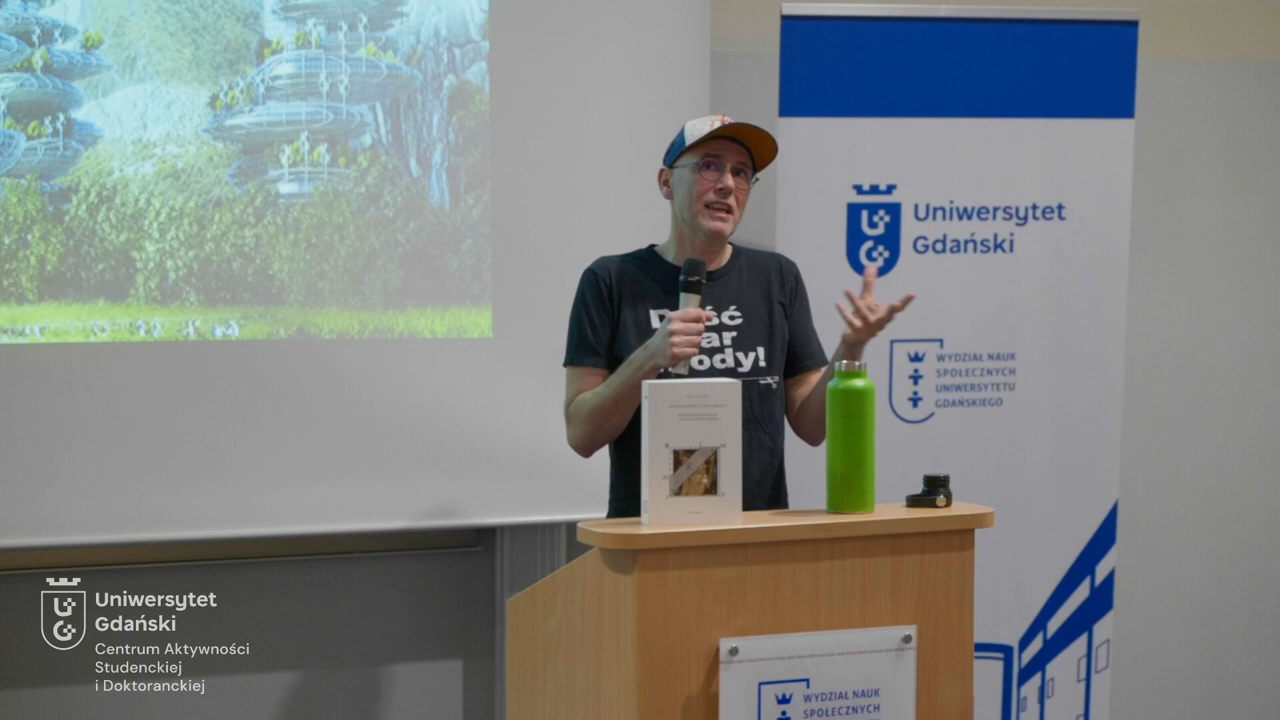 Uniwersytet
Gdański
WYDZIAŁ NAUK
SPOŁECZNYCH
UNIWERSYTETU
GDAŃSKIEGO
WYDZIAŁ NAUK
SPOŁECZNYCH
Uniwersytet
Gdański
Centrum Aktywności
Studenckiej
i Doktoranckiej